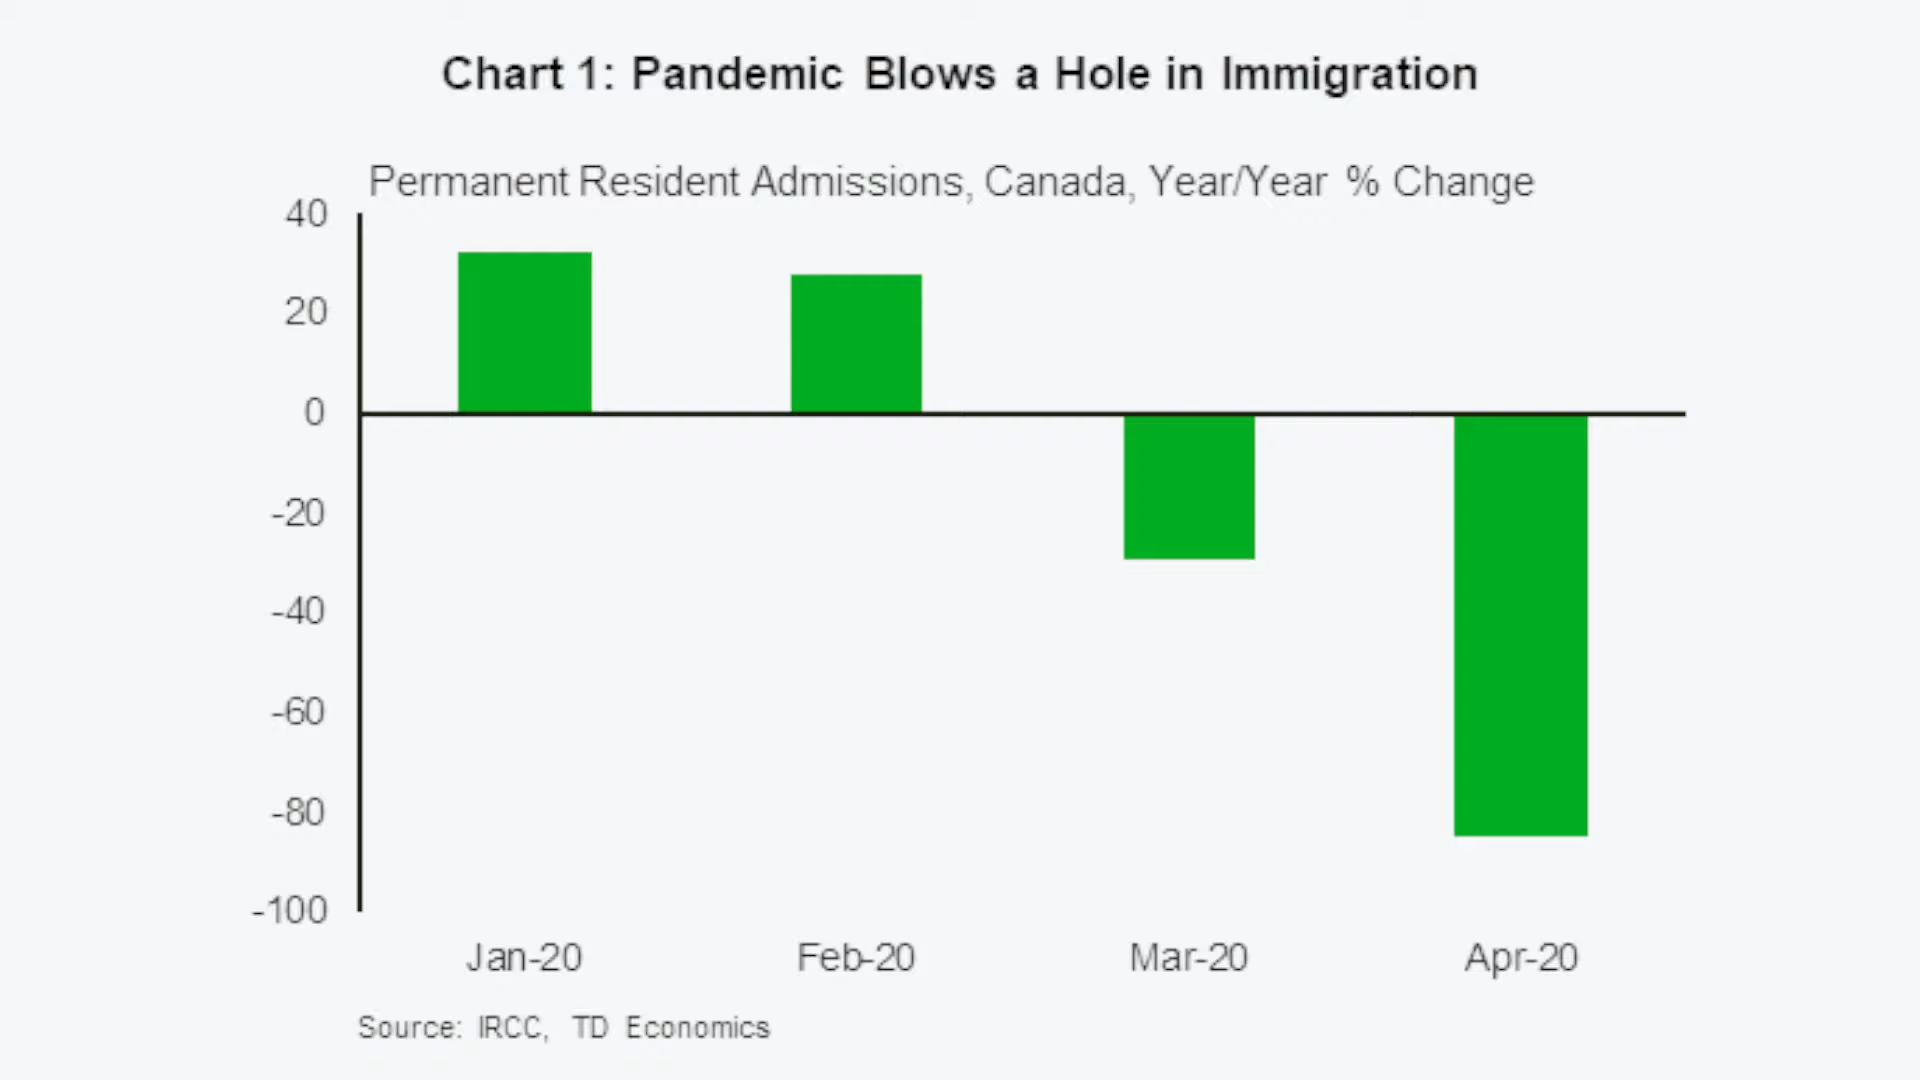 Chart 1: Pandemic Blows a Hole in Immigration
Permanent Resident Admissions, Canada, Year/Year % Change
40
20
0
-20
-40
-60
-80
-100
Jan-20 Feb-20 Mar-20 Apr-20
Source: IRCC, TD Economics